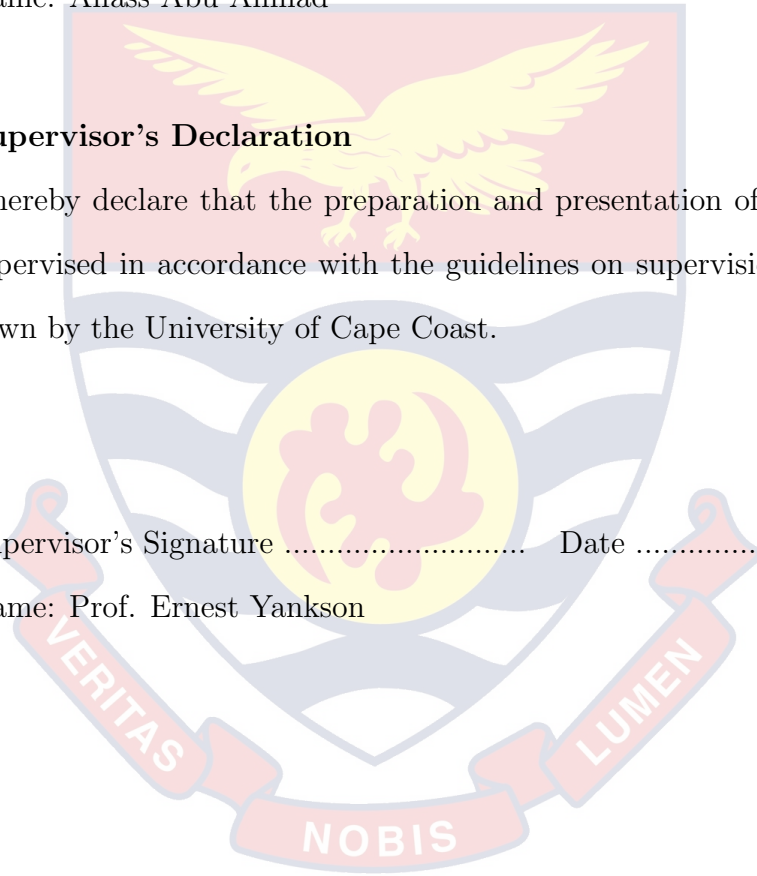 ame: Anass Abu Ahmad
upervisor's Declaration
hereby declare that the preparation and presentation of
pervised in accordance with the guidelines on supervisi
wn by the University of Cape Coast.
pervisor's Signature ............................ Date ..............
ame: Prof. Ernest Yankson
VERITAS
NOBIS
LUMEN